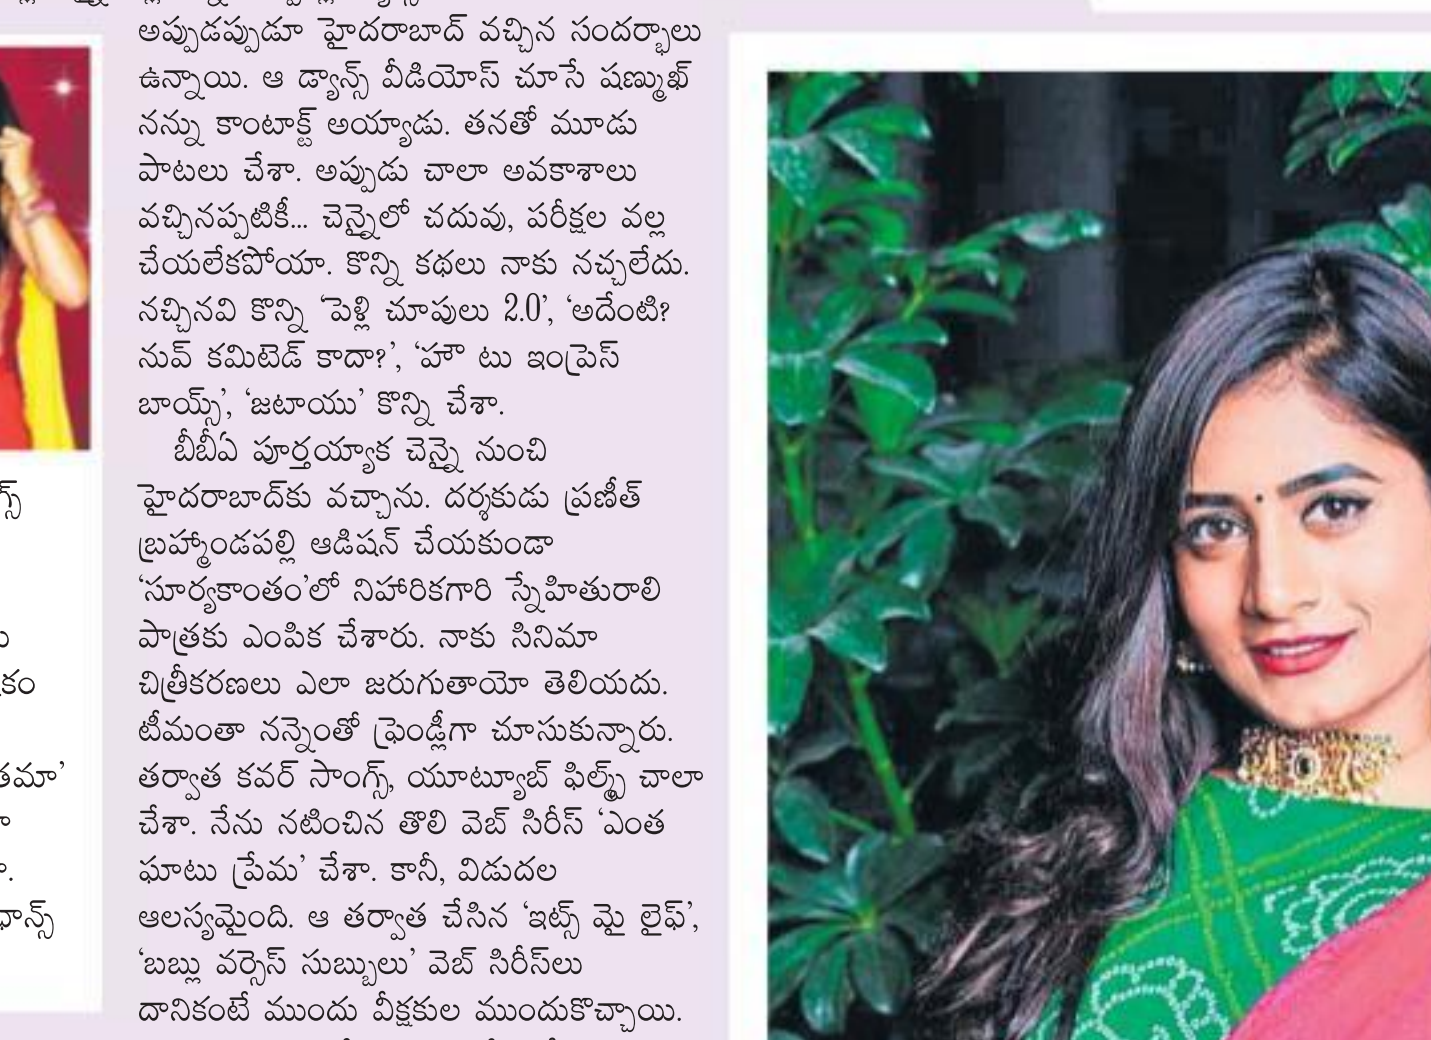 అప్పుడప్పుడూ హైదరాబాద్ వచ్చిన సందర్భాలు
ఉన్నాయి. ఆ డ్యాన్స్ వీడియోస్ చూసే షణ్ముఖ్
నన్ను కాంటాక్ట్ అయ్యాడు. తనతో మూడు
పాటలు చేశా. అప్పుడు చాలా అవకాశాలు
వచ్చినప్పటికీ... చెన్నైలో చదువు, పరీక్షల వల్ల
చేయలేకపోయా. కొన్ని కథలు నాకు నచ్చలేదు.
నచ్చినవి కొన్ని ‘పెళ్లి చూపులు 2.0’, ‘అదేంటి?
నువ్ కమిటెడ్ కాదా?’, ‘హౌ టు ఇంప్రెస్
బాయ్స్’, ‘జటాయు’ కొన్ని చేశా.
బీబీఏ పూర్తయ్యాక చెన్నై నుంచి
హైదరాబాద్‌కు వచ్చాను. దర్శకుడు ప్రణీత్
బ్రహ్మాండపల్లి ఆడిషన్ చేయకుండా
‘సూర్యకాంతం’లో నిహారికగారి స్నేహితురాలి
పాత్రకు ఎంపిక చేశారు. నాకు సినిమా
చిత్రీకరణలు ఎలా జరుగుతాయో తెలియదు.
టీమంతా నన్నెంతో ఫ్రెండ్లీగా చూసుకున్నారు.
తర్వాత కవర్ సాంగ్స్, యూట్యూబ్ ఫిల్మ్స్ చాలా
చేశా. నేను నటించిన తొలి వెబ్ సిరీస్ ‘ఎంత
ఘాటు ప్రేమ’ చేశా. కానీ, విడుదల
ఆలస్యమైంది. ఆ తర్వాత చేసిన ‘ఇట్స్ మై లైఫ్’,
‘బబ్లు వర్సెస్ సుబ్బులు’ వెబ్ సిరీస్‌లు
దానికంటే ముందు వీక్షకుల ముందుకొచ్చాయి.